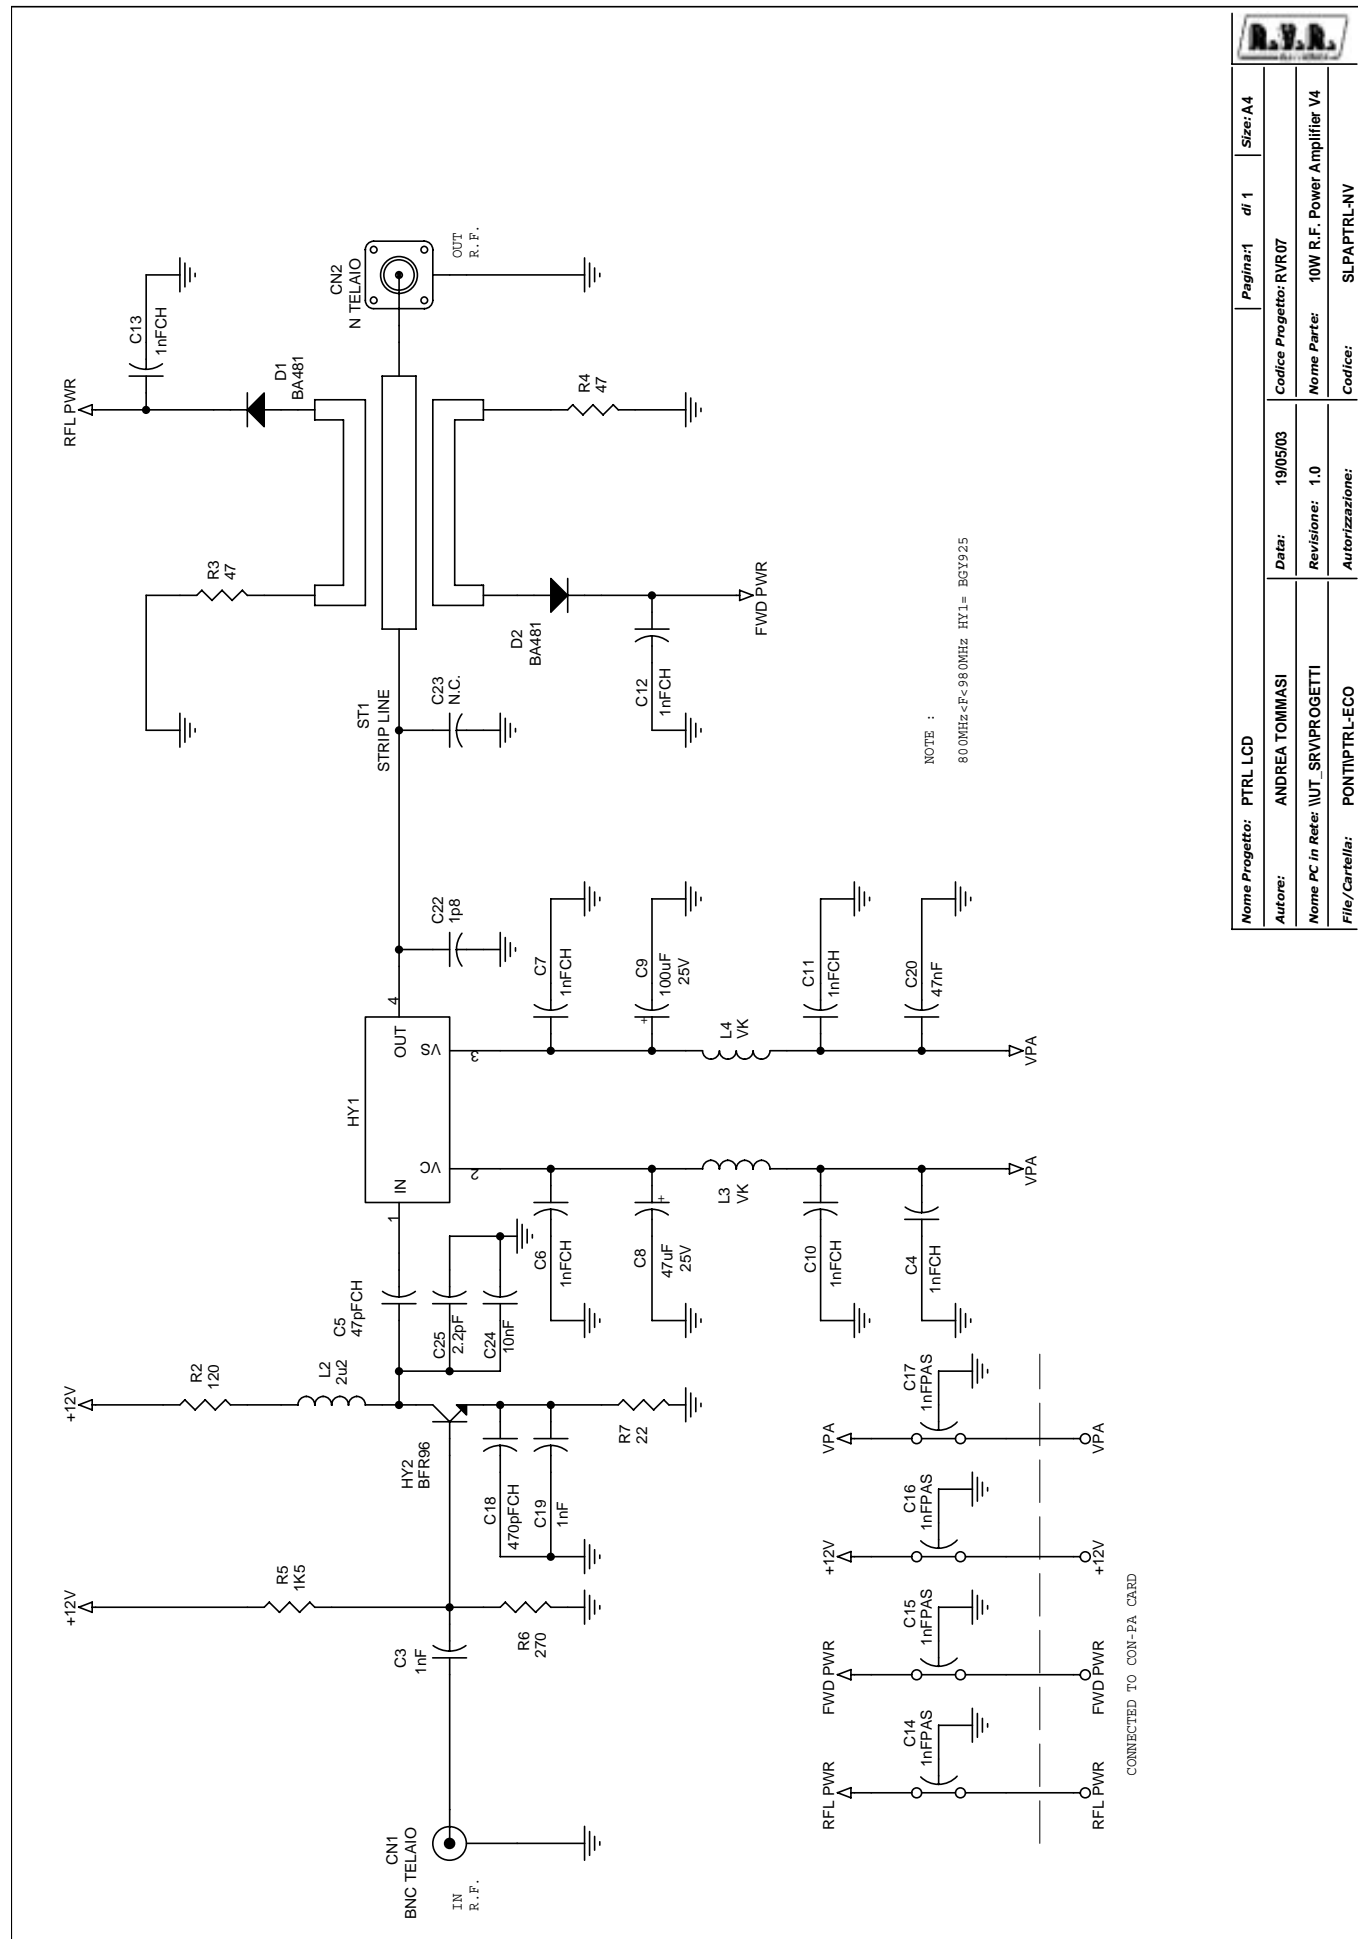 +12V
+12V
R5
1K5
R2
120
L2
2u2
C5
47pFCH
C25
2.2pF
C24
10nF
HY2
BFR96
C3
1nF
R6
270
C18
470pFCH
C19
1nF
R7
22
CN1
BNC TELAIO
IN
R.F.
HY1
IN
OUT
VC
VS
1
2
3
4
C22
1p8
ST1
STRIP LINE
C23
N.C.
R3
47
RFL PWR
C13
1nFCH
D1
BA481
CN2
N TELAIO
OUT
R.F.
R4
47
D2
BA481
C12
1nFCH
FWD PWR
C6
1nFCH
C8
47uF
25V
+
L3
VK
C10
1nFCH
C4
1nFCH
VPA
C7
1nFCH
C9
100uF
25V
+
L4
VK
C11
1nFCH
C20
47nF
VPA
RFL PWR
C14
1nFPAS
RFL PWR
FWD PWR
C15
1nFPAS
FWD PWR
+12V
C16
1nFPAS
+12V
VPA
C17
1nFPAS
VPA
CONNECTED TO CON-PA CARD
NOTE :
800MHz<F<980MHz HY1= BGY925
Nome Progetto: PTRL LCD
Pagina:1 di 1
Size:A4
Autore: ANDREA TOMMASI
Data: 19/05/03
Codice Progetto: RVR07
Nome PC in Rete: \\UT_SRV\PROGETTI
Revisione: 1.0
Nome Parte: 10W R.F. Power Amplifier V4
File/Cartella: PONTI\PTRL-ECO
Autorizzazione:
Codice: SLPAPTRL-NV
R.V.R.